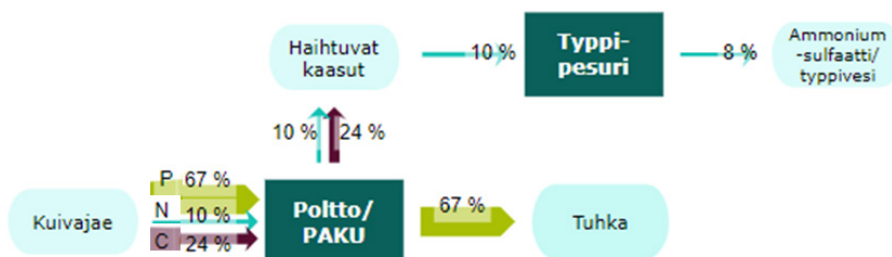 Haihtuvat
kaasut
10 %
Typpi-
pesuri
8 %
Ammonium
-sulfaatti/
typpivesi
10 %
24 %
Kuivajae
P 67 %
N 10 %
C 24 %
Poltto/
PAKU
67 %
Tuhka